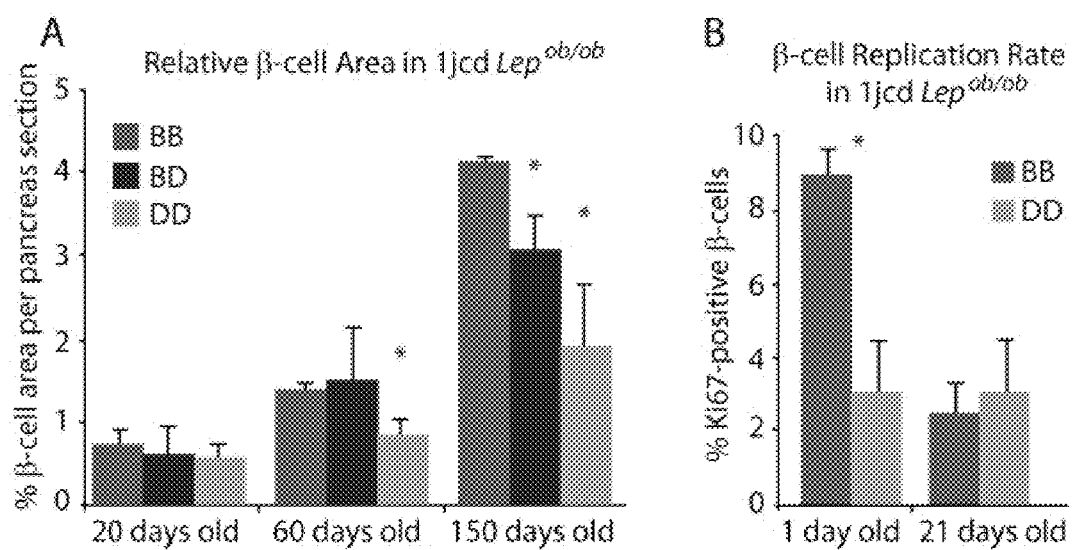 A
Relative β-cell Area in 1jcd Lep ob/ob
% β-cell area per pancreas section
5
4
3
2
1
0
BB
BD
DD
*
*
*
20 days old
60 days old
150 days old
B
β-cell Replication Rate
in 1jcd Lep ob/ob
% Ki67-positive β-cells
10
8
6
4
2
0
*
BB
DD
1 day old
21 days old